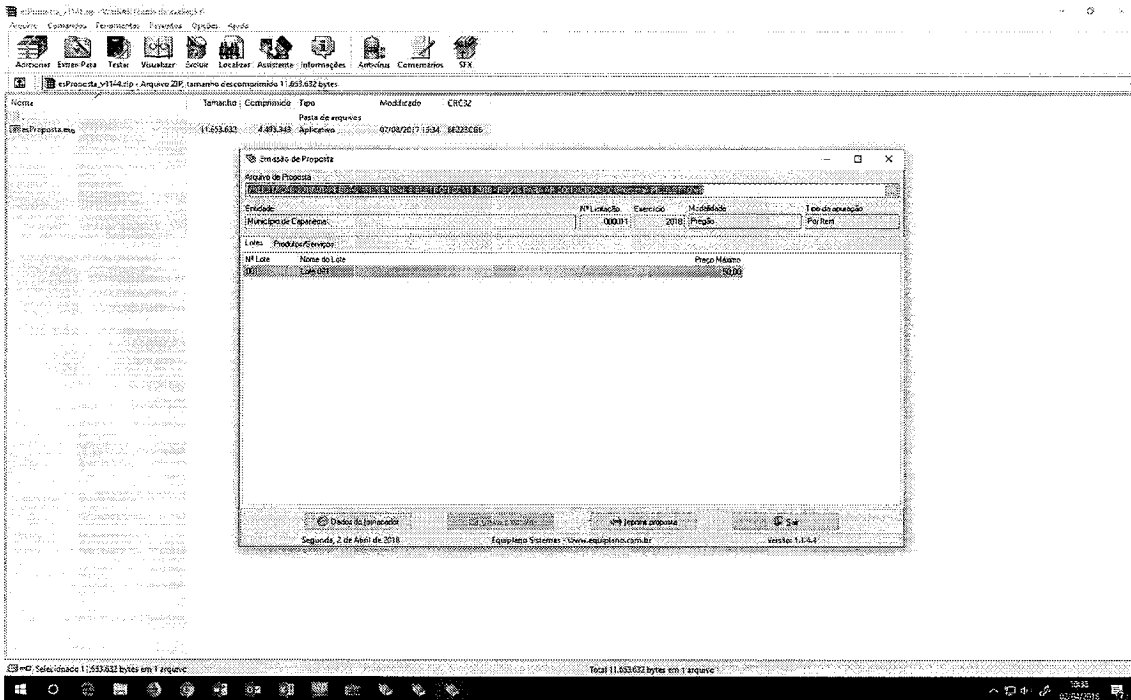 Arquivo Comandos Ferramentas Favoritos Opções Ajuda
Adicionar Extrair Para Testar Visualizar Excluir Localizar Assistente Informações Antivírus Comentários SFX
esProposta_v1144.zip - Arquivo ZIP, tamanho descomprimido 11.653.632 bytes
Nome Tamanho Comprimido Tipo Modificado CRC32
Pasta de arquivos
esProposta.exe 11.653.632 4.493.343 Aplicativo 07/08/2017 13:34
Emissão de Proposta
Arquivo de Proposta
Entidade Nº Licitação Exercício Modalidade Tipo de apuração
Município de Capanema 000011 2018 Pregão Por Item
Lotes Produtos/Serviços
Nº Lote Nome do Lote Preço Máximo
001 Lote 001 50,00
Dados do fornecedor Imprimir proposta Sair
Segunda, 2 de Abril de 2018 Equiplano Sistemas - www.equiplano.com.br Versão: 1.1.4.4
Selecionado 11.653.632 bytes em 1 arquivo Total 11.653.632 bytes em 1 arquivo
02/04/2018